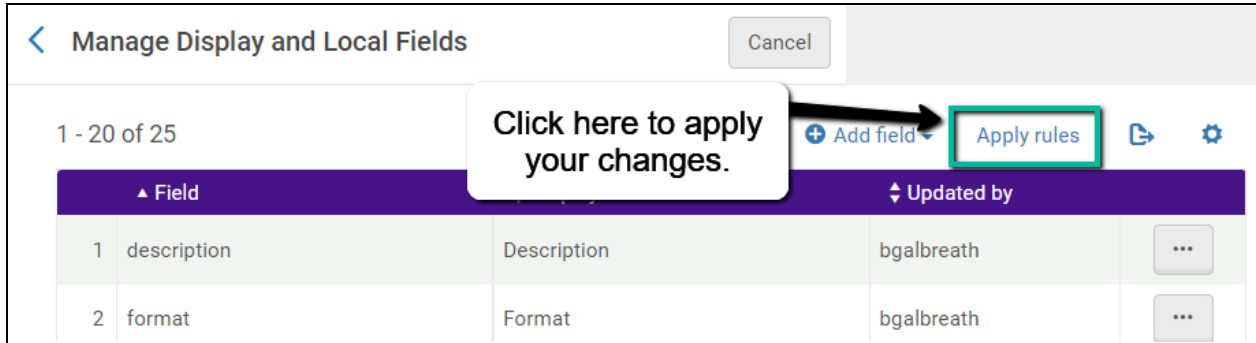 Manage Display and Local Fields Cancel
Click here to apply
your changes.
1 - 20 of 25 Add field Apply rules
Field Updated by
1 description Description bgalbreath ...
2 format Format bgalbreath ...